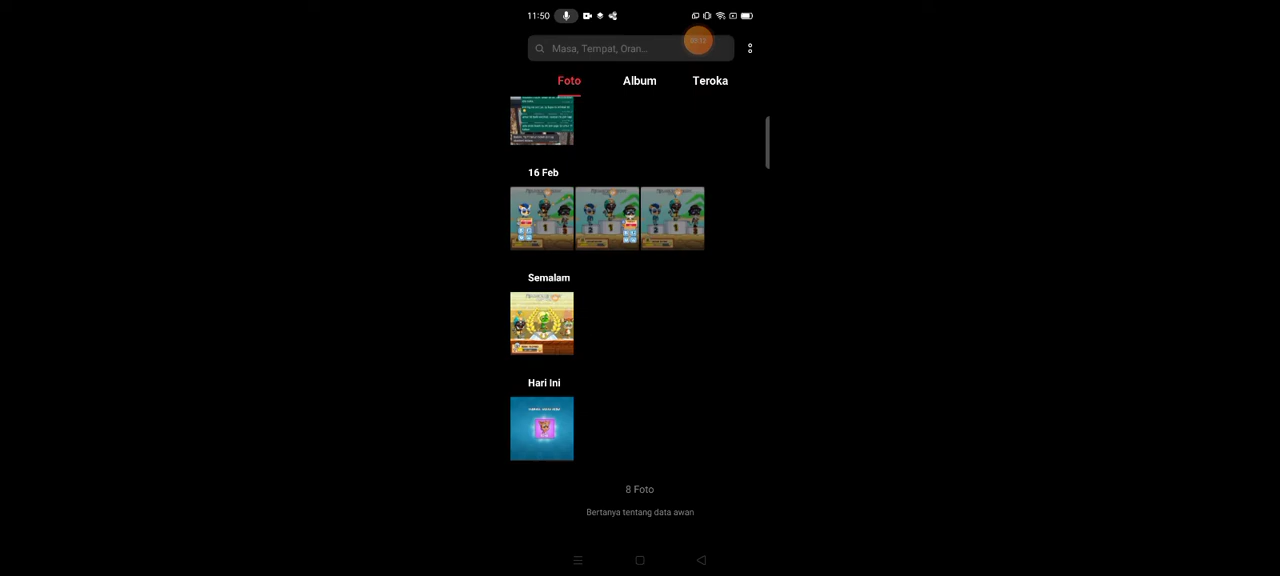 11:50
Masa, Tempat, Oran...
Foto
Album
Teroka
16 Feb
Semalam
Hari Ini
8 Foto
Bertanya tentang data awan